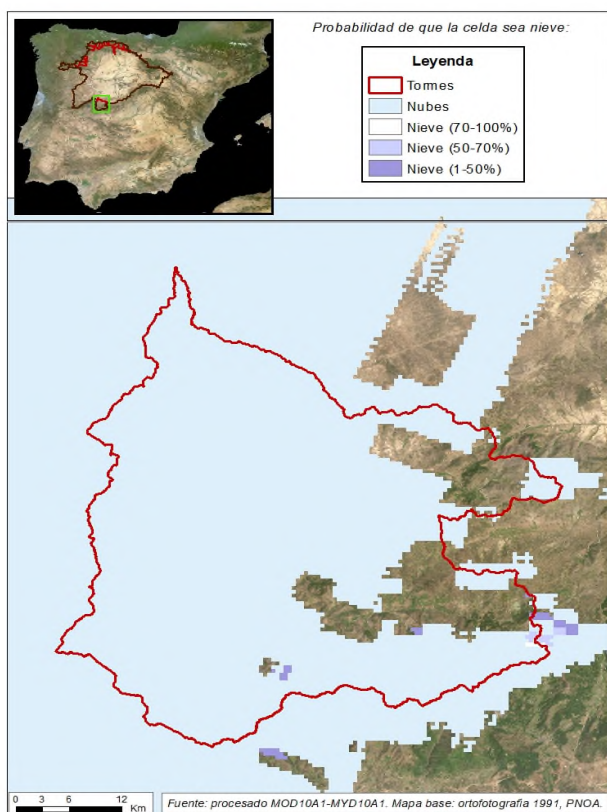 Probabilidad de que la celda sea nieve:
Leyenda
Tormes
Nubes
Nieve (70-100%)
Nieve (50-70%)
Nieve (1-50%)
0 3 6 12
Km
Fuente: procesado MOD10A1-MYD10A1. Mapa base: ortofotografía 1991, PNOA